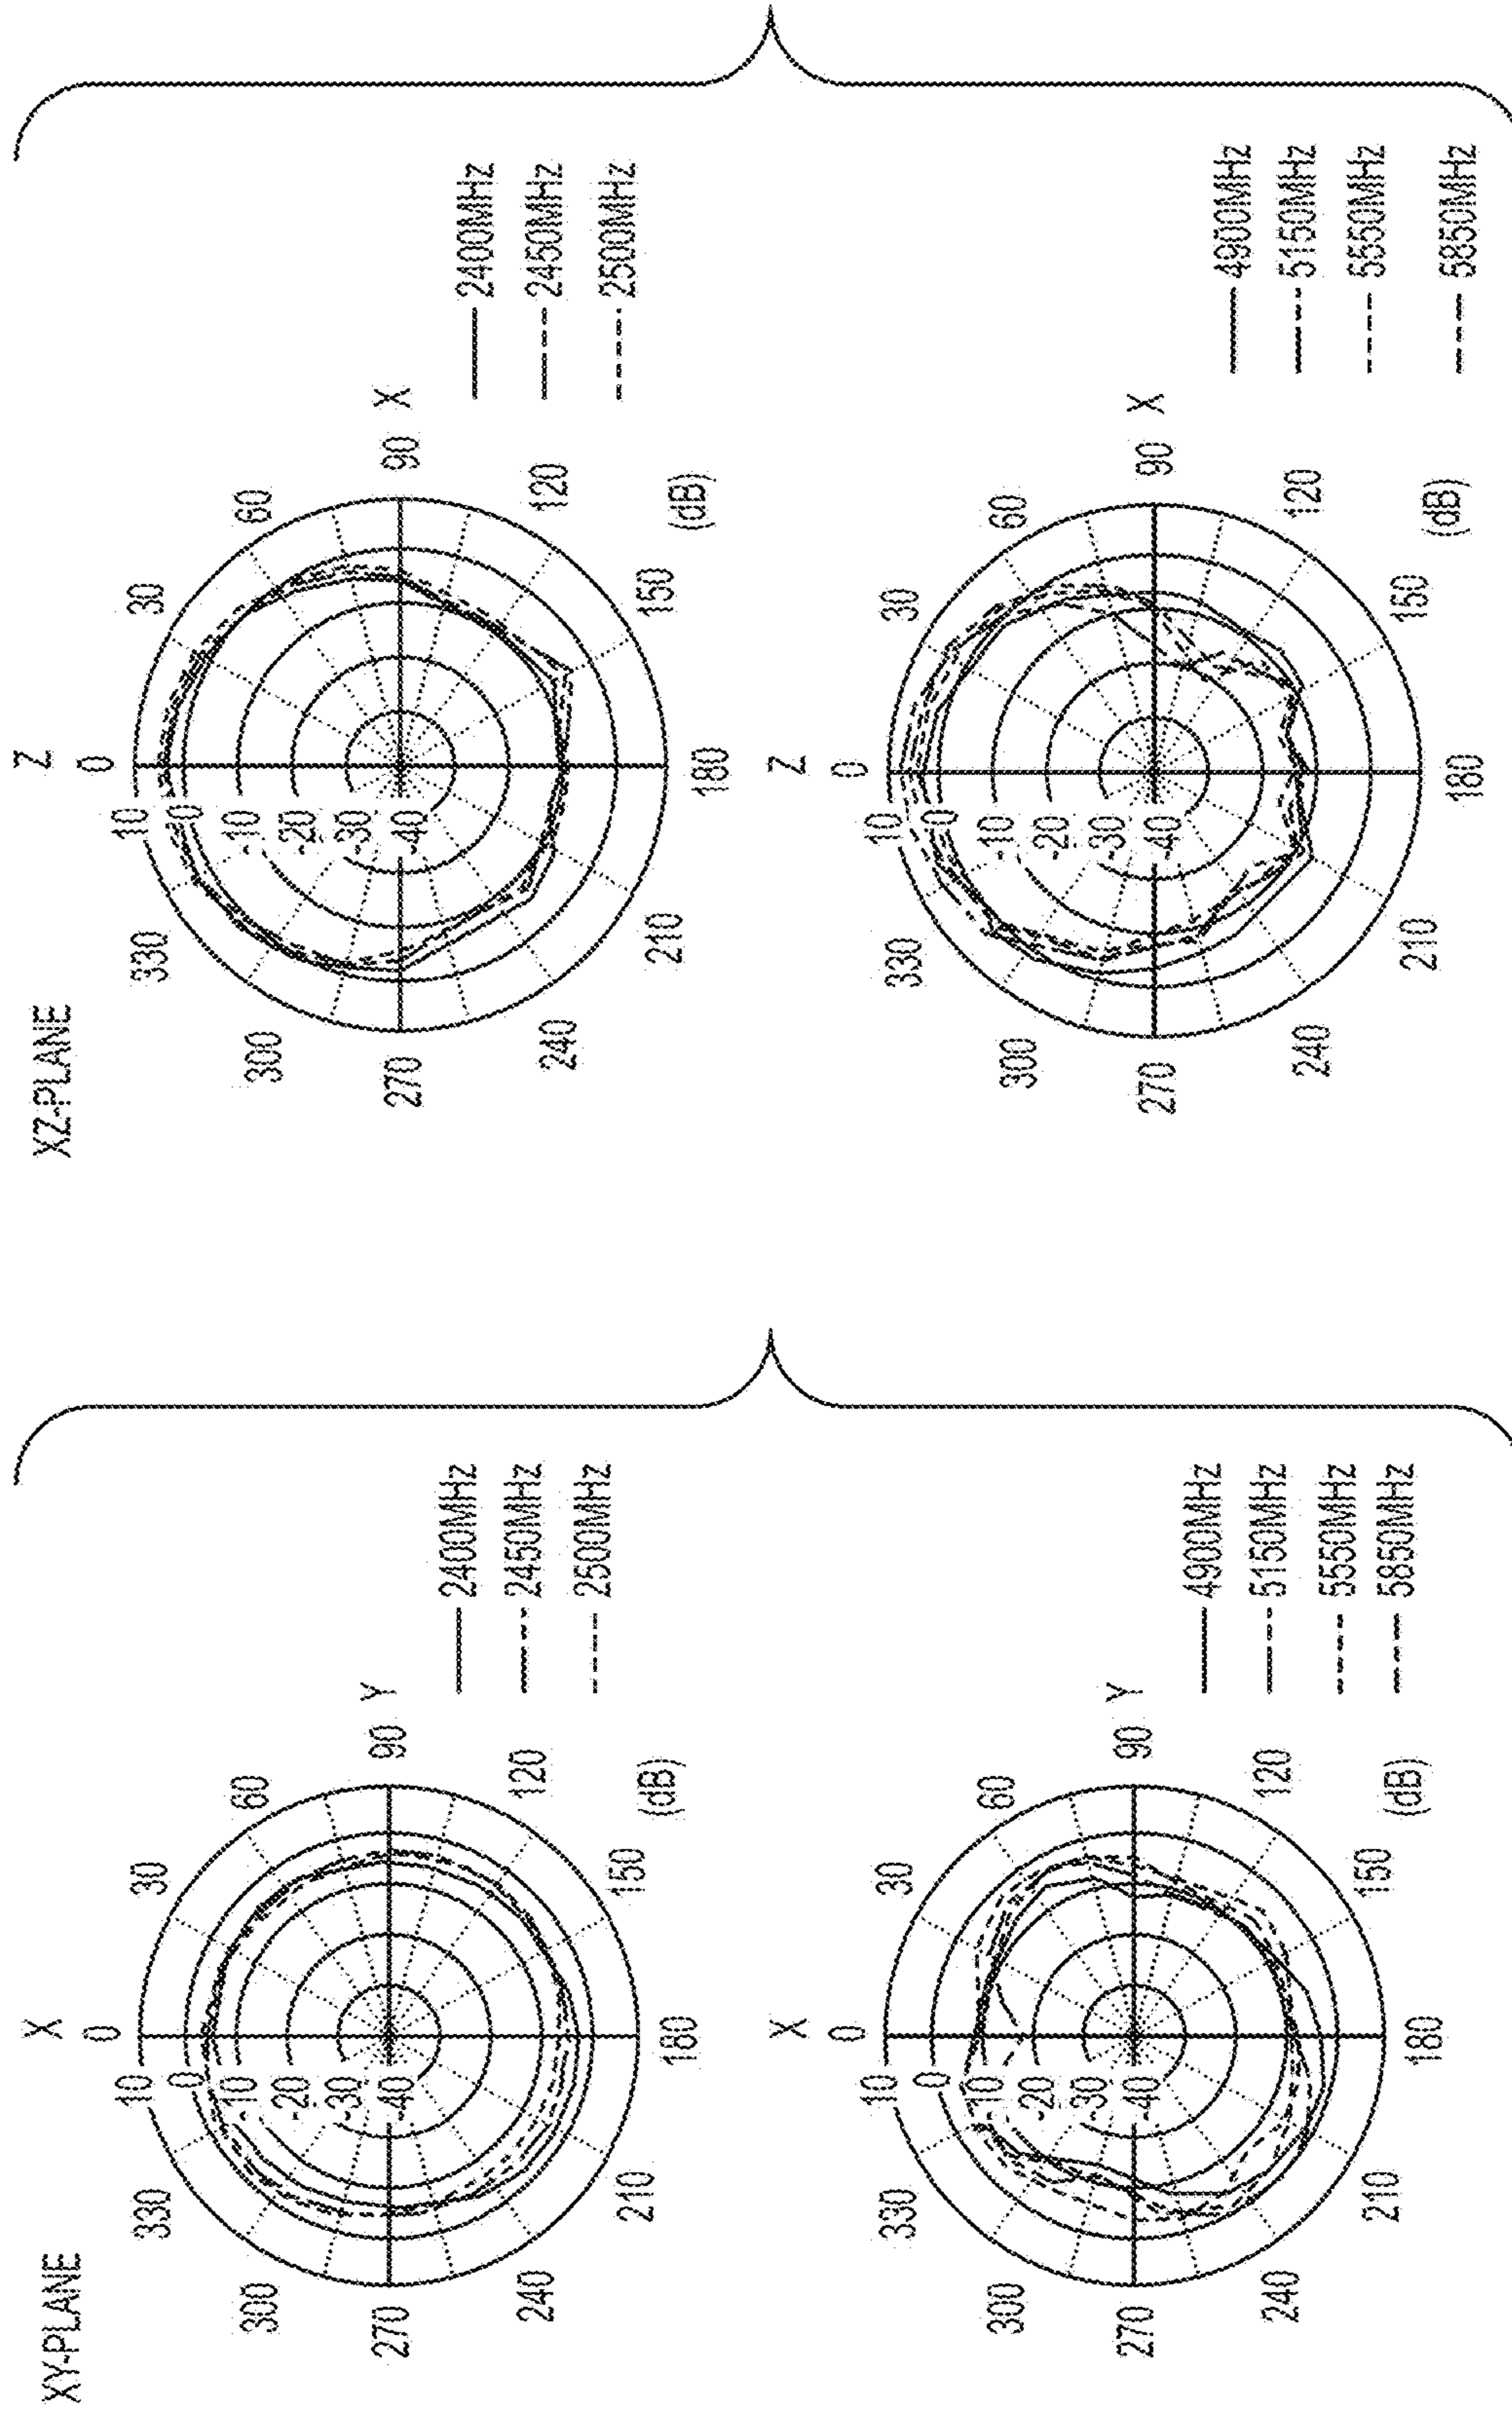 XY-PLANE
X
0
30
60
90 Y
120
150
180
210
240
270
300
330
10
0
-10
-20
-30
-40
(dB)
2400MHz
2450MHz
2500MHz
X
0
30
60
90 Y
120
150
180
210
240
270
300
330
10
0
-10
-20
-30
-40
(dB)
4900MHz
5150MHz
5550MHz
5850MHz
XZ-PLANE
Z
0
30
60
90 X
120
150
180
210
240
270
300
330
10
0
-10
-20
-30
-40
(dB)
2400MHz
2450MHz
2500MHz
Z
0
30
60
90 X
120
150
180
210
240
270
300
330
10
0
-10
-20
-30
-40
(dB)
4900MHz
5150MHz
5550MHz
5850MHz